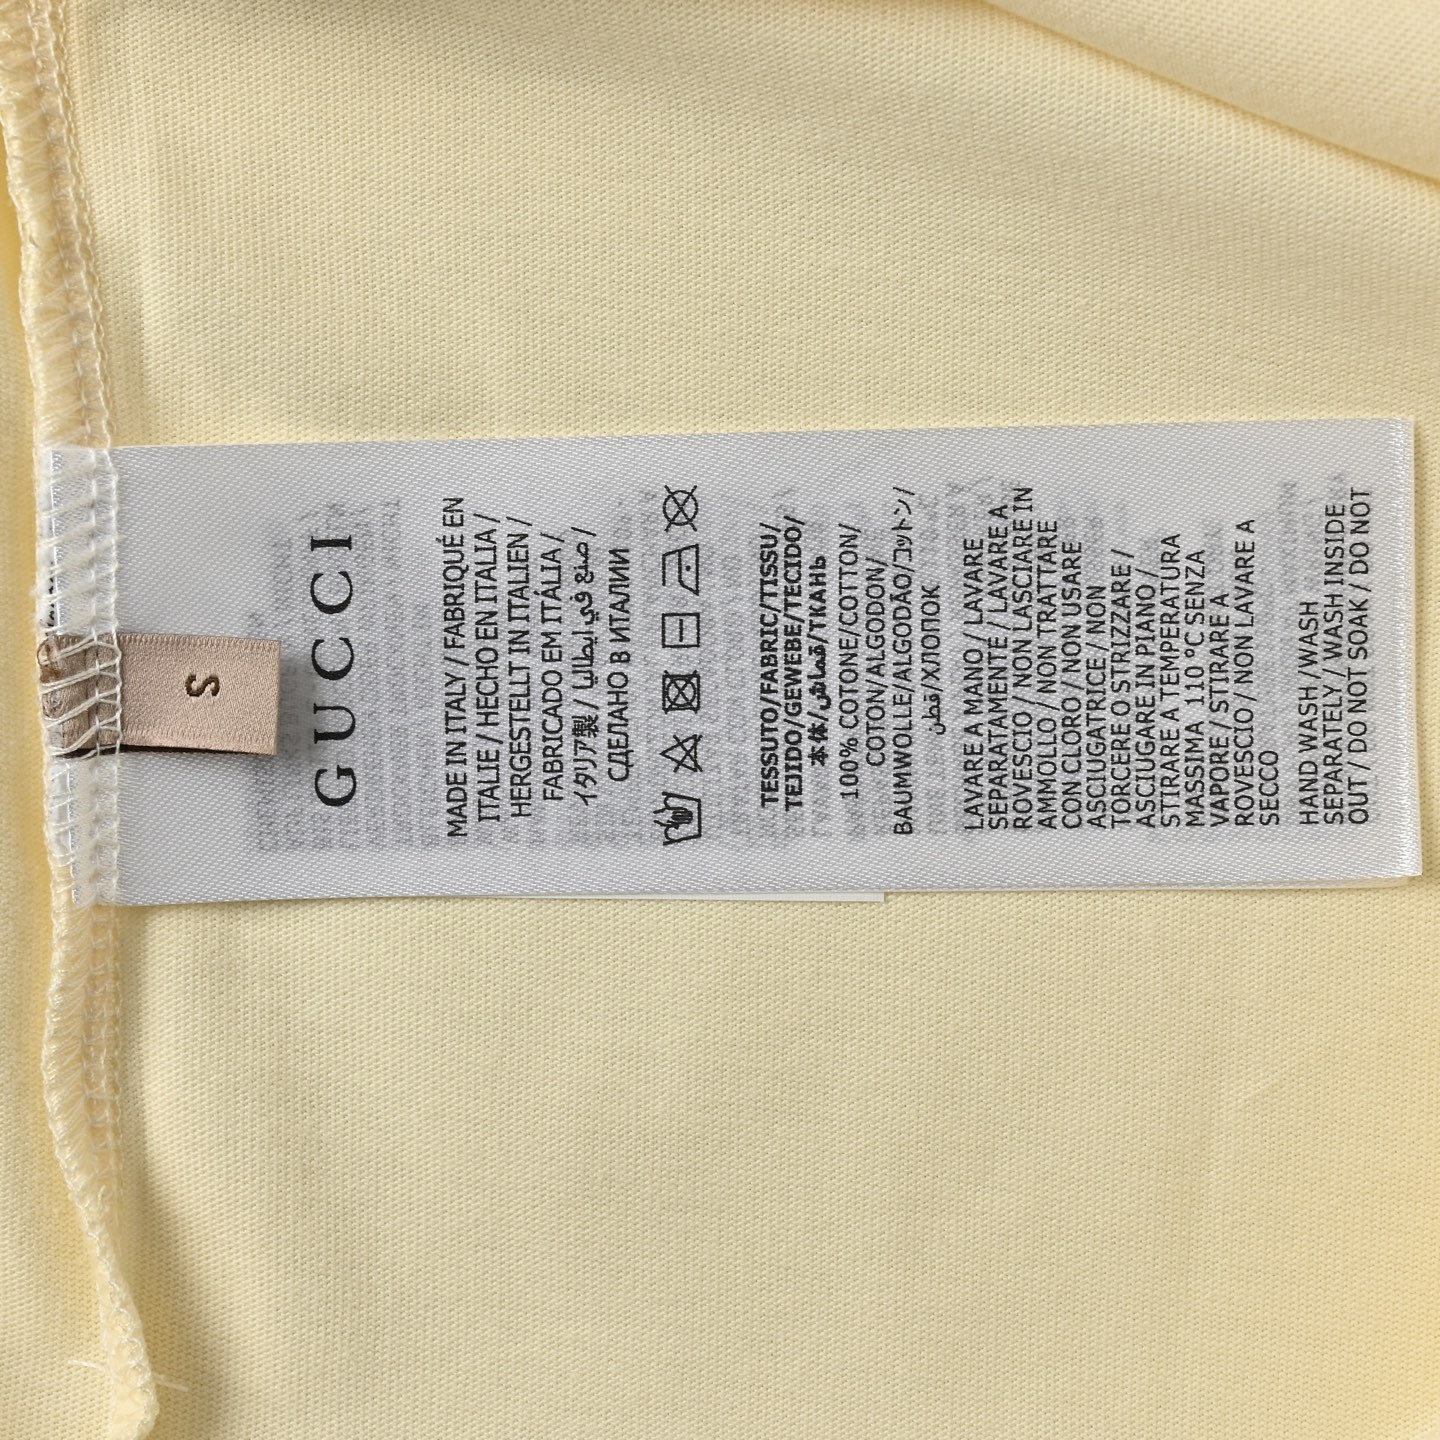 S
GUCCI
MADE IN ITALY / FABRIQUÉ EN
ITALIE / HECHO EN ITALIA /
HERGESTELLT IN ITALIEN /
FABRICADO EM ITÁLIA /
イタリア製 / صنع في ايطاليا /
СДЕЛАНО В ИТАЛИИ
TESSUTO/FABRIC/TISSU/
TEJIDO/GEWEBE/TECIDO/
本体/قماش/ТКАНЬ
100% COTONE/COTTON/
COTON/ALGODON/
BAUMWOLLE/ALGODÃO/コットン/
قطن/ХЛОПОК
LAVARE A MANO / LAVARE
SEPARATAMENTE / LAVARE A
ROVESCIO / NON LASCIARE IN
AMMOLLO / NON TRATTARE
CON CLORO / NON USARE
ASCIUGATRICE / NON
TORCERE O STRIZZARE /
ASCIUGARE IN PIANO /
STIRARE A TEMPERATURA
MASSIMA 110 °C SENZA
VAPORE / STIRARE A
ROVESCIO / NON LAVARE A
SECCO
HAND WASH / WASH
SEPARATELY / WASH INSIDE
OUT / DO NOT SOAK / DO NOT